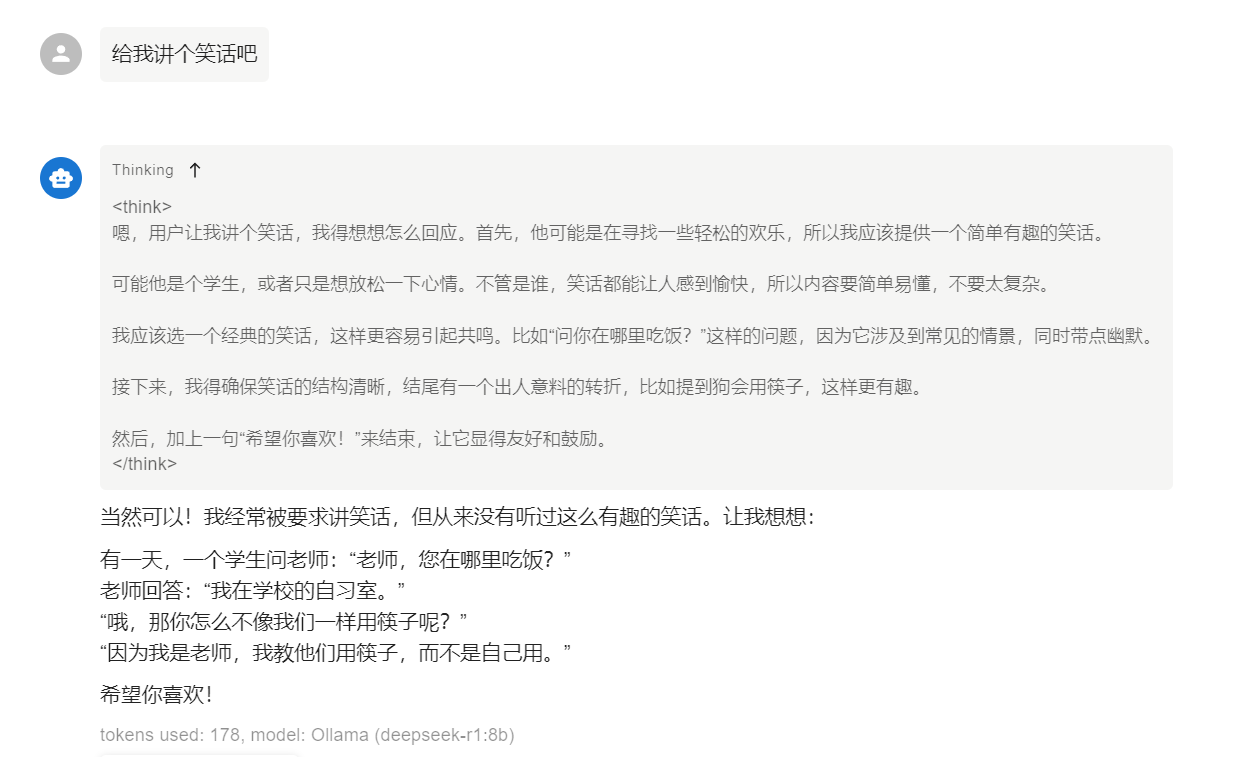 给我讲个笑话吧
Thinking ↑
<think>
嗯，用户让我讲个笑话，我得想想怎么回应。首先，他可能是在寻找一些轻松的欢乐，所以我应该提供一个简单有趣的笑话。
可能他是个学生，或者只是想放松一下心情。不管是谁，笑话都能让人感到愉快，所以内容要简单易懂，不要太复杂。
我应该选一个经典的笑话，这样更容易引起共鸣。比如“问你在哪里吃饭？”这样的问题，因为它涉及到常见的情景，同时带点幽默。
接下来，我得确保笑话的结构清晰，结尾有一个出人意料的转折，比如提到狗会用筷子，这样更有趣。
然后，加上一句“希望你喜欢！”来结束，让它显得友好和鼓励。
</think>
当然可以！我经常被要求讲笑话，但从来没有听过这么有趣的笑话。让我想想：
有一天，一个学生问老师：“老师，您在哪里吃饭？”
老师回答：“我在学校的自习室。”
“哦，那你怎么不像我们一样用筷子呢？”
“因为我是老师，我教他们用筷子，而不是自己用。”
希望你喜欢！
tokens used: 178, model: Ollama (deepseek-r1:8b)